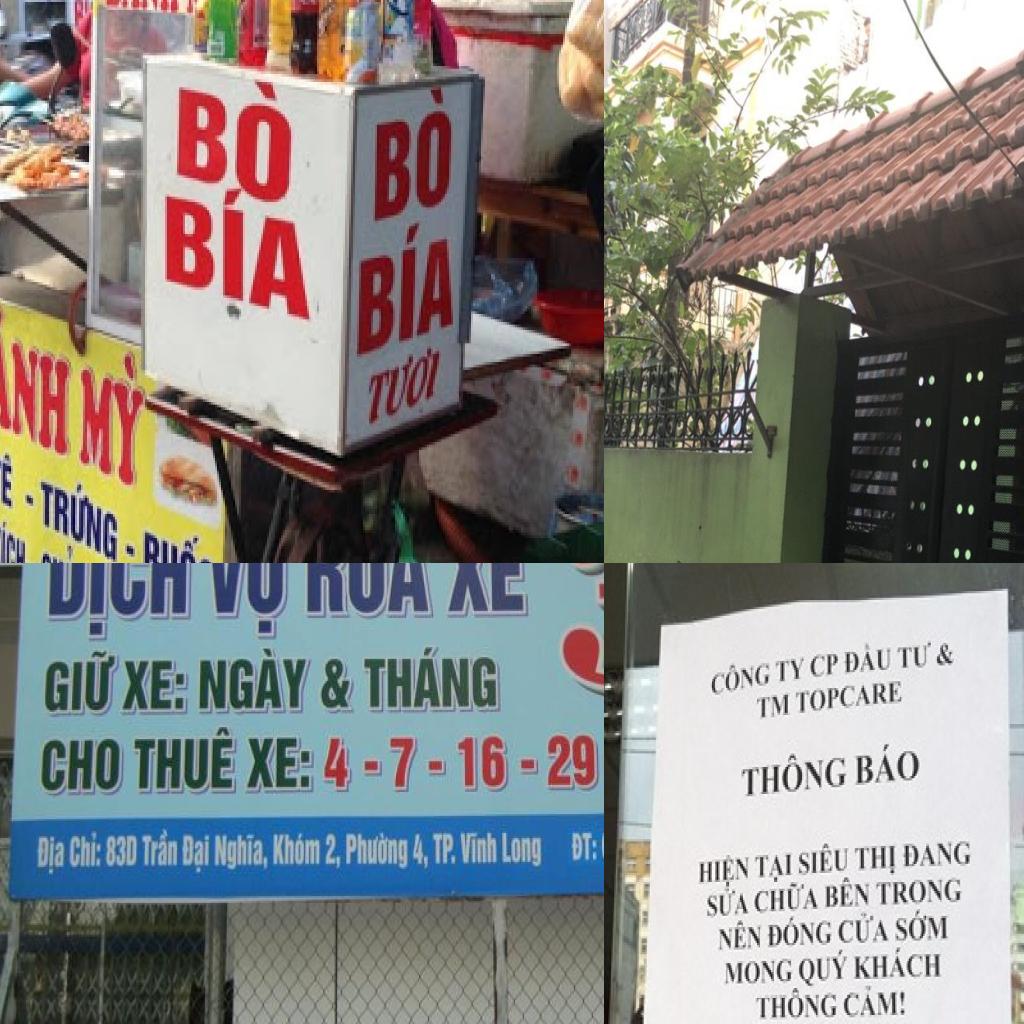 BÒ
BÍA
BÒ
BÍA
TƯƠI
MỲ
- TRỨNG -
DỊCH VỤ RỬA XE
GIỮ XE: NGÀY & THÁNG
CHO THUÊ XE: 4 - 7 - 16 - 29
Địa Chỉ: 83D Trần Đại Nghĩa, Khóm 2, Phường 4, TP. Vĩnh Long ĐT:
CÔNG TY CP ĐẦU TƯ &
TM TOPCARE
THÔNG BÁO
HIỆN TẠI SIÊU THỊ ĐANG
SỬA CHỮA BÊN TRONG
NÊN ĐÓNG CỬA SỚM
MONG QUÝ KHÁCH
THÔNG CẢM!